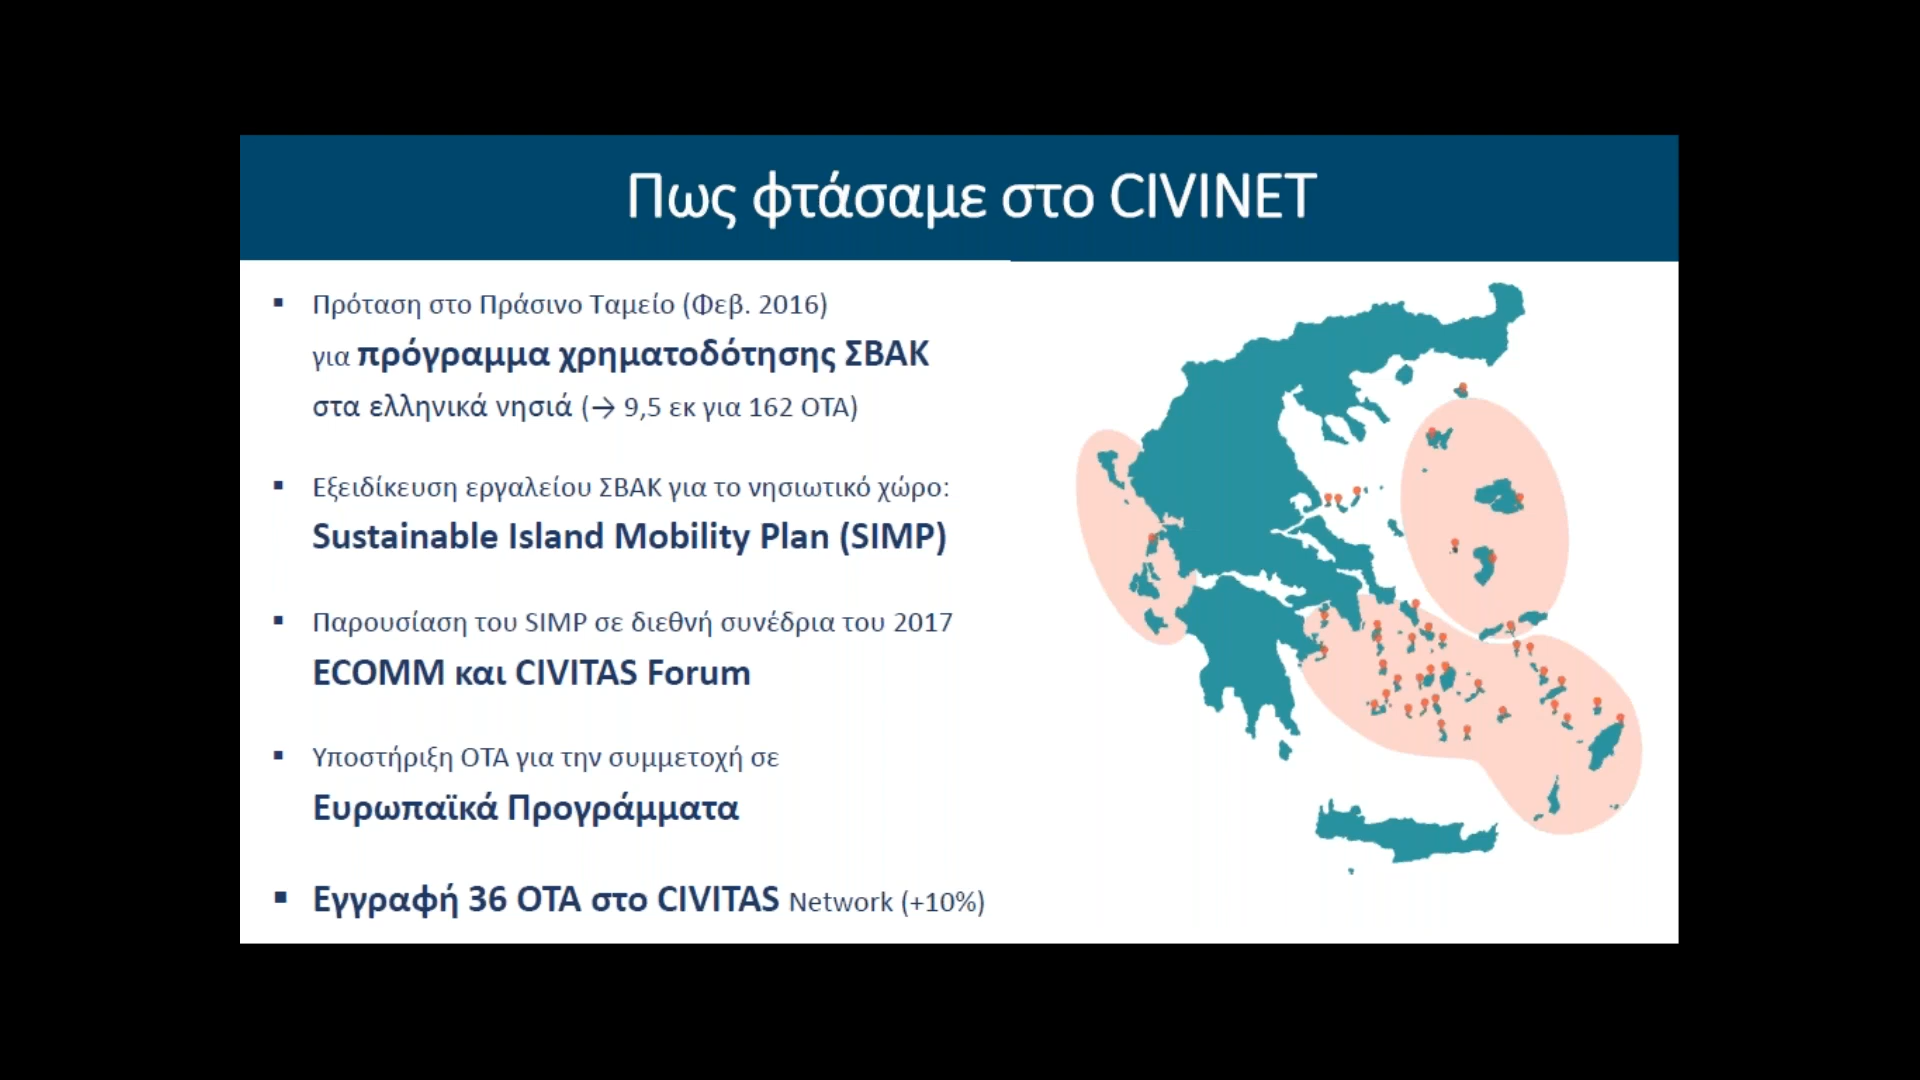 Πως φτάσαμε στο CIVINET
▪ Πρόταση στο Πράσινο Ταμείο (Φεβ. 2016)
για πρόγραμμα χρηματοδότησης ΣΒΑΚ
στα ελληνικά νησιά (→ 9,5 εκ για 162 ΟΤΑ)
▪ Εξειδίκευση εργαλείου ΣΒΑΚ για το νησιωτικό χώρο:
Sustainable Island Mobility Plan (SIMP)
▪ Παρουσίαση του SIMP σε διεθνή συνέδρια του 2017
ECOMM και CIVITAS Forum
▪ Υποστήριξη ΟΤΑ για την συμμετοχή σε
Ευρωπαϊκά Προγράμματα
▪ Εγγραφή 36 ΟΤΑ στο CIVITAS Network (+10%)